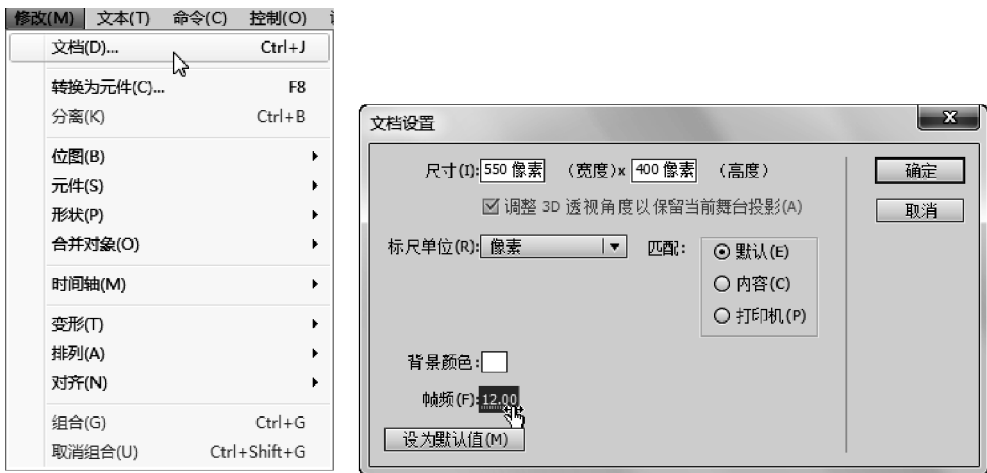 修改(M) 文本(T) 命令(C) 控制(O)
文档(D)... Ctrl+J
转换为元件(C)... F8
分离(K) Ctrl+B
位图(B)
元件(S)
形状(P)
合并对象(O)
时间轴(M)
变形(T)
排列(A)
对齐(N)
组合(G) Ctrl+G
取消组合(U) Ctrl+Shift+G
文档设置
尺寸(I): 550 像素 (宽度)x 400 像素 (高度)
确定
调整 3D 透视角度以保留当前舞台投影(A)
取消
标尺单位(R): 像素 匹配: 默认(E)
内容(C)
打印机(P)
背景颜色:
帧频(F): 12.00
设为默认值(M)